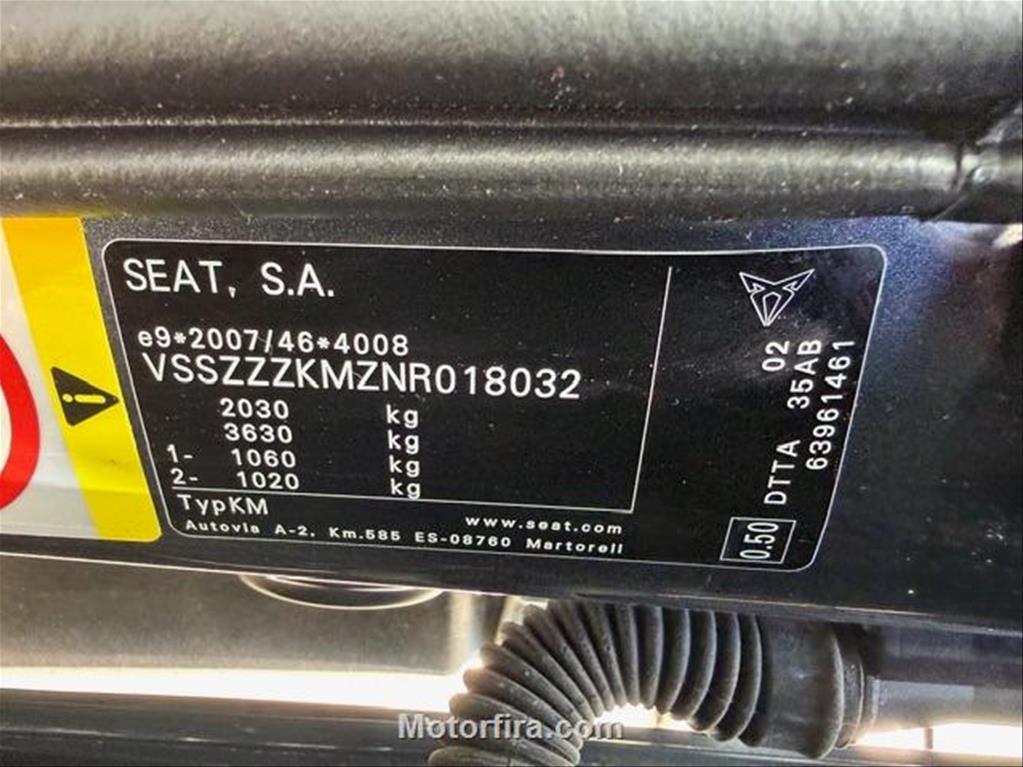 SEAT, S.A.
e9*2007/46*4008
VSSZZZKMZNR018032
2030 kg
3630 kg
1- 1060 kg
2- 1020 kg
TypKM
www.seat.com
Autovia A-2, Km.585 ES-08760 Martorell
0.50
DTTA 35AB 02
63961461
Motorfira.com